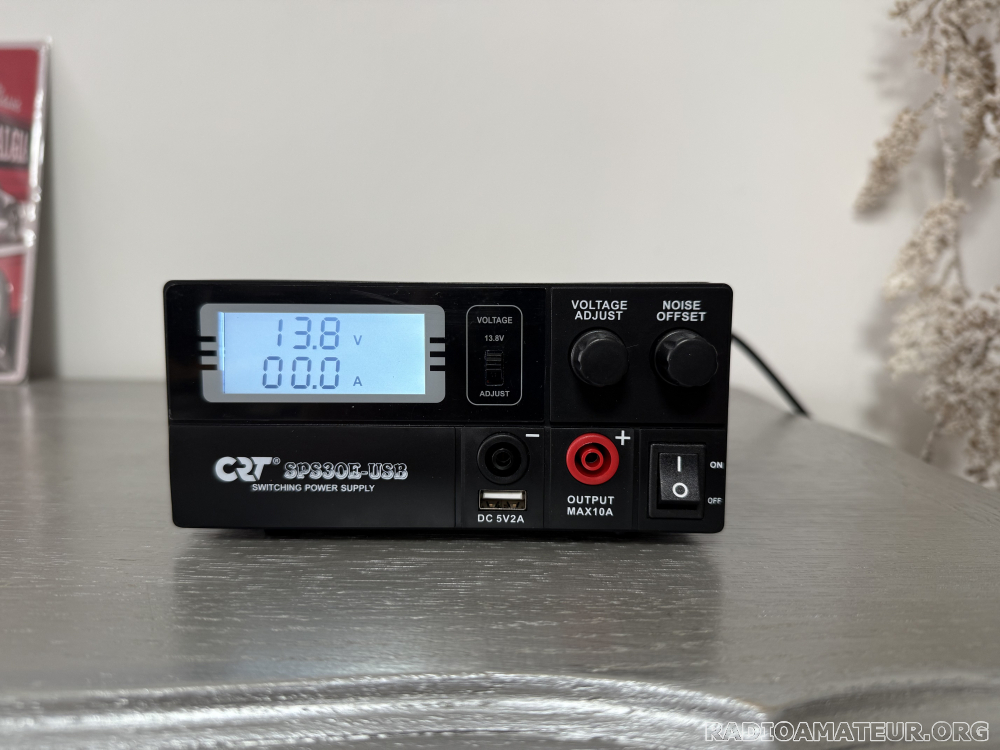 13.8 V
00.0 A
VOLTAGE
13.8V
ADJUST
VOLTAGE
ADJUST
NOISE
OFFSET
CRT® SPS30E-USB
SWITCHING POWER SUPPLY
−
DC 5V2A
+
OUTPUT
MAX10A
I
O
ON
OFF
RADIOAMATEUR.ORG